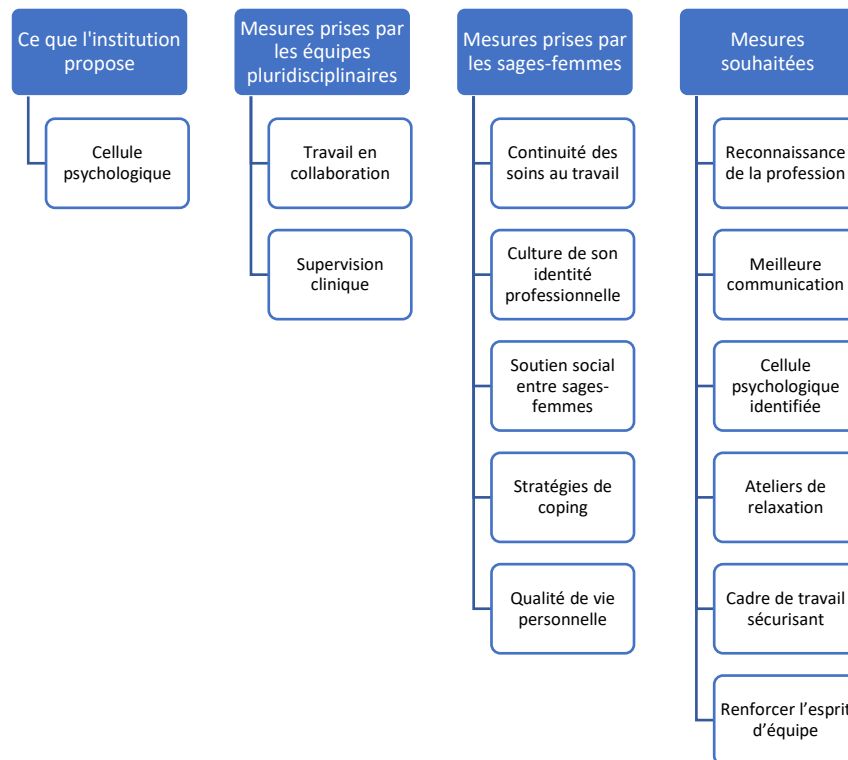 Ce que l'institution
propose
Cellule
psychologique
Mesures prises par
les équipes
pluridisciplinaires
Travail en
collaboration
Supervision
clinique
Mesures prises par
les sages-femmes
Continuité des
soins au travail
Culture de son
identité
professionnelle
Soutien social
entre sages-
femmes
Stratégies de
coping
Qualité de vie
personnelle
Mesures
souhaitées
Reconnaissance
de la profession
Meilleure
communication
Cellule
psychologique
identifiée
Ateliers de
relaxation
Cadre de travail
sécurisant
Renforcer l’esprit
d’équipe